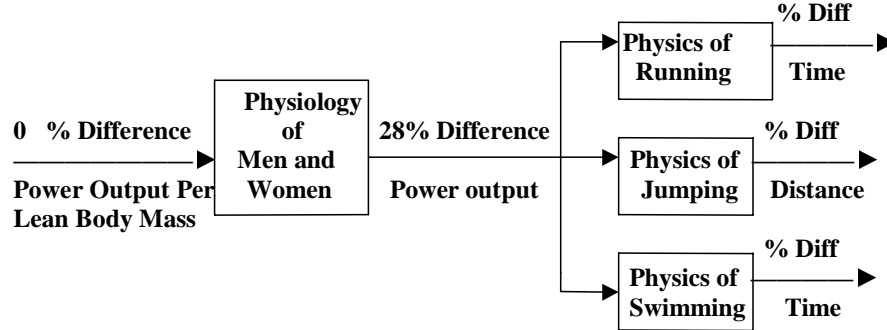 0 % Difference
Power Output Per
Lean Body Mass
Physiology
of
Men and
Women
28% Difference
Power output
Physics of
Running
% Diff
Time
Physics of
Jumping
% Diff
Distance
Physics of
Swimming
% Diff
Time